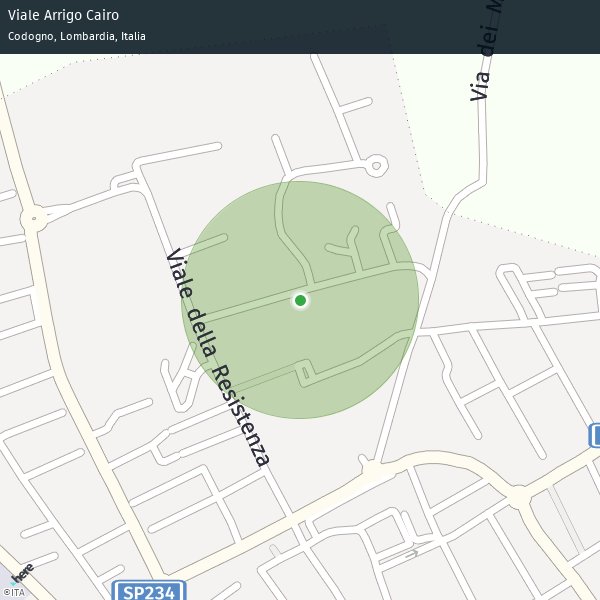 Viale Arrigo Cairo
Codogno, Lombardia, Italia
Via dei
Viale della Resistenza
SP234
here
©ITA